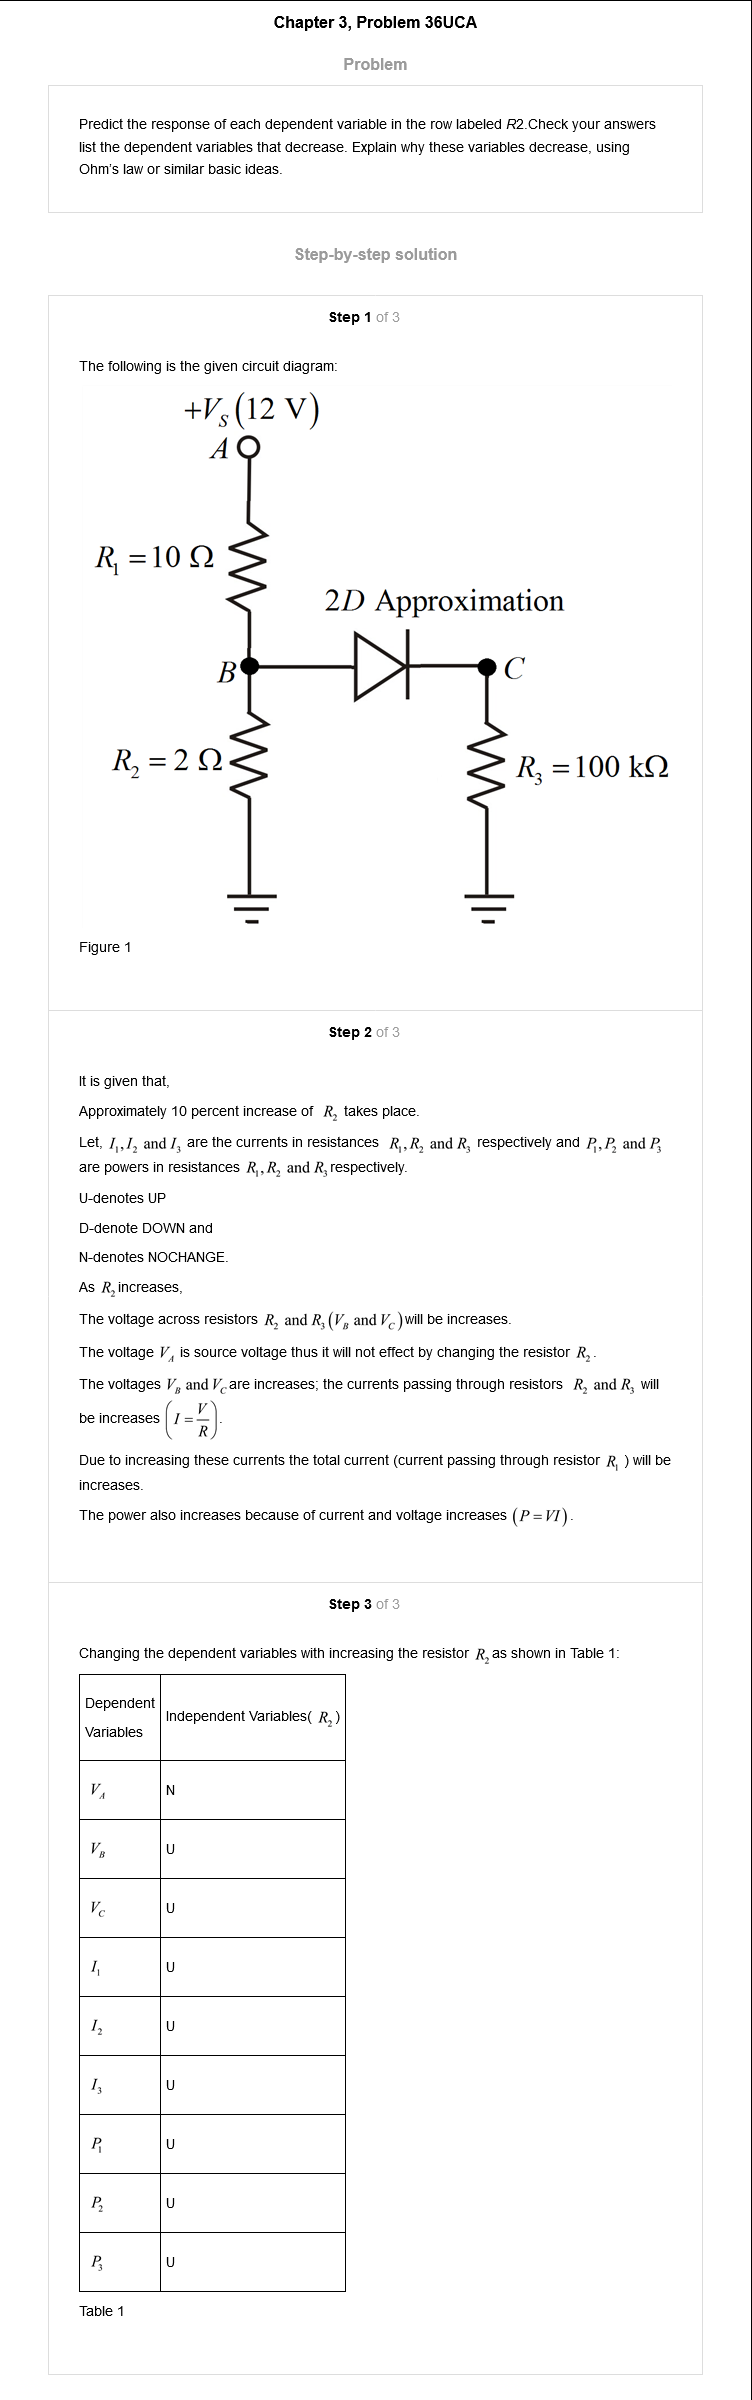 Chapter 3, Problem 36UCA
Problem
Predict the response of each dependent variable in the row labeled R2.Check your answers
list the dependent variables that decrease. Explain why these variables decrease, using
Ohm's law or similar basic ideas.
Step-by-step solution
Step 1 of 3
The following is the given circuit diagram:
+V_S (12 V)
A
R_1 = 10 Ω
2D Approximation
B
C
R_2 = 2 Ω
R_3 = 100 kΩ
Figure 1
Step 2 of 3
It is given that,
Approximately 10 percent increase of R_2 takes place.
Let, I_1, I_2 and I_3 are the currents in resistances R_1, R_2 and R_3 respectively and P_1, P_2 and P_3
are powers in resistances R_1, R_2 and R_3 respectively.
U-denotes UP
D-denote DOWN and
N-denotes NOCHANGE.
As R_2 increases,
The voltage across resistors R_2 and R_3 (V_B and V_C) will be increases.
The voltage V_A is source voltage thus it will not effect by changing the resistor R_2.
The voltages V_B and V_C are increases; the currents passing through resistors R_2 and R_3 will
be increases (I = V/R).
Due to increasing these currents the total current (current passing through resistor R_1 ) will be
increases.
The power also increases because of current and voltage increases (P = VI).
Step 3 of 3
Changing the dependent variables with increasing the resistor R_2 as shown in Table 1:
Dependent
Variables
Independent Variables( R_2 )
V_A N
V_B U
V_C U
I_1 U
I_2 U
I_3 U
P_1 U
P_2 U
P_3 U
Table 1